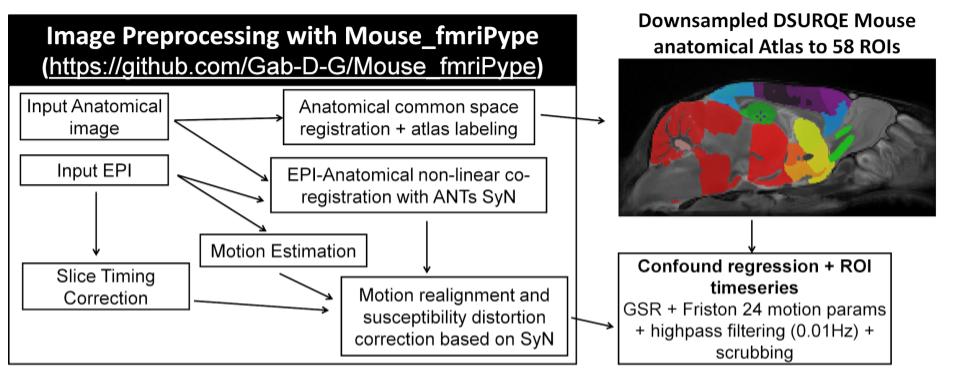 Image Preprocessing with Mouse_fmriPype
(https://github.com/Gab-D-G/Mouse_fmriPype)
Input Anatomical
image
Anatomical common space
registration + atlas labeling
Input EPI
EPI-Anatomical non-linear co-
registration with ANTs SyN
Motion Estimation
Slice Timing
Correction
Motion realignment and
susceptibility distortion
correction based on SyN
Downsampled DSURQE Mouse
anatomical Atlas to 58 ROIs
Confound regression + ROI
timeseries
GSR + Friston 24 motion params
+ highpass filtering (0.01Hz) +
scrubbing